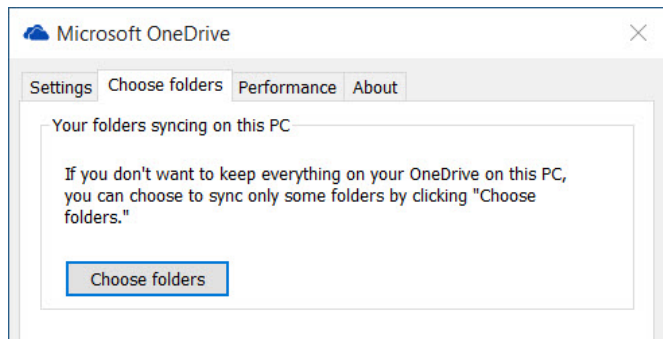 Microsoft OneDrive
Settings Choose folders Performance About
Your folders syncing on this PC
If you don't want to keep everything on your OneDrive on this PC,
you can choose to sync only some folders by clicking "Choose
folders."
Choose folders